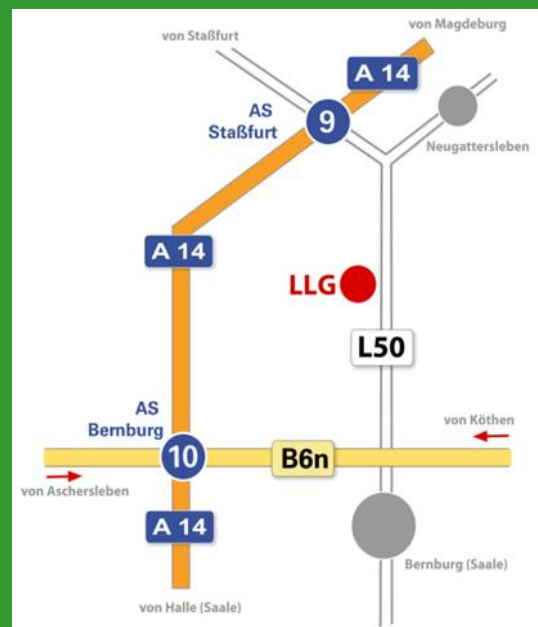 von Magdeburg
von Staßfurt
A 14
AS
Staßfurt
9
Neugattersleben
A 14
LLG
L50
AS
Bernburg
von Köthen
10
B6n
von Aschersleben
A 14
Bernburg (Saale)
von Halle (Saale)